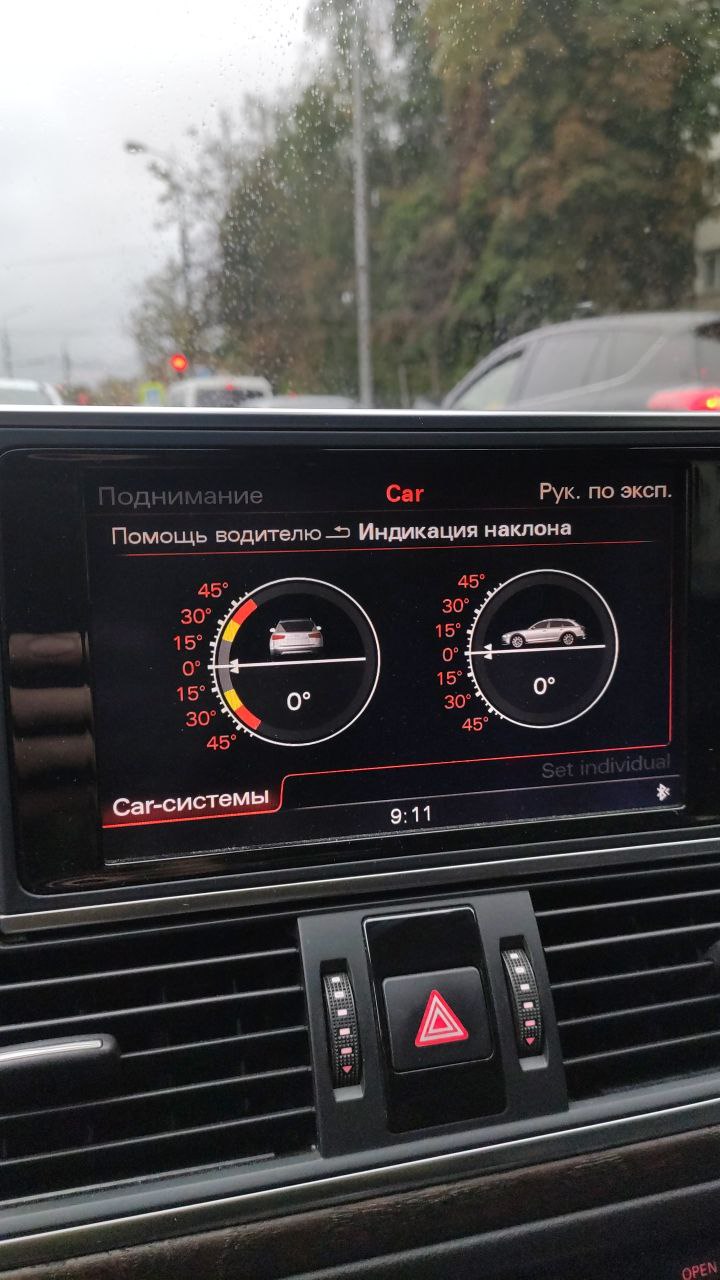 Поднимание Car Рук. по эксп.
Помощь водителю Индикация наклона
45° 45°
30° 30°
15° 15°
0° 0°
15° 0° 15° 0°
30° 30°
45° 45°
Set individual
Car-системы
9:11
OPEN